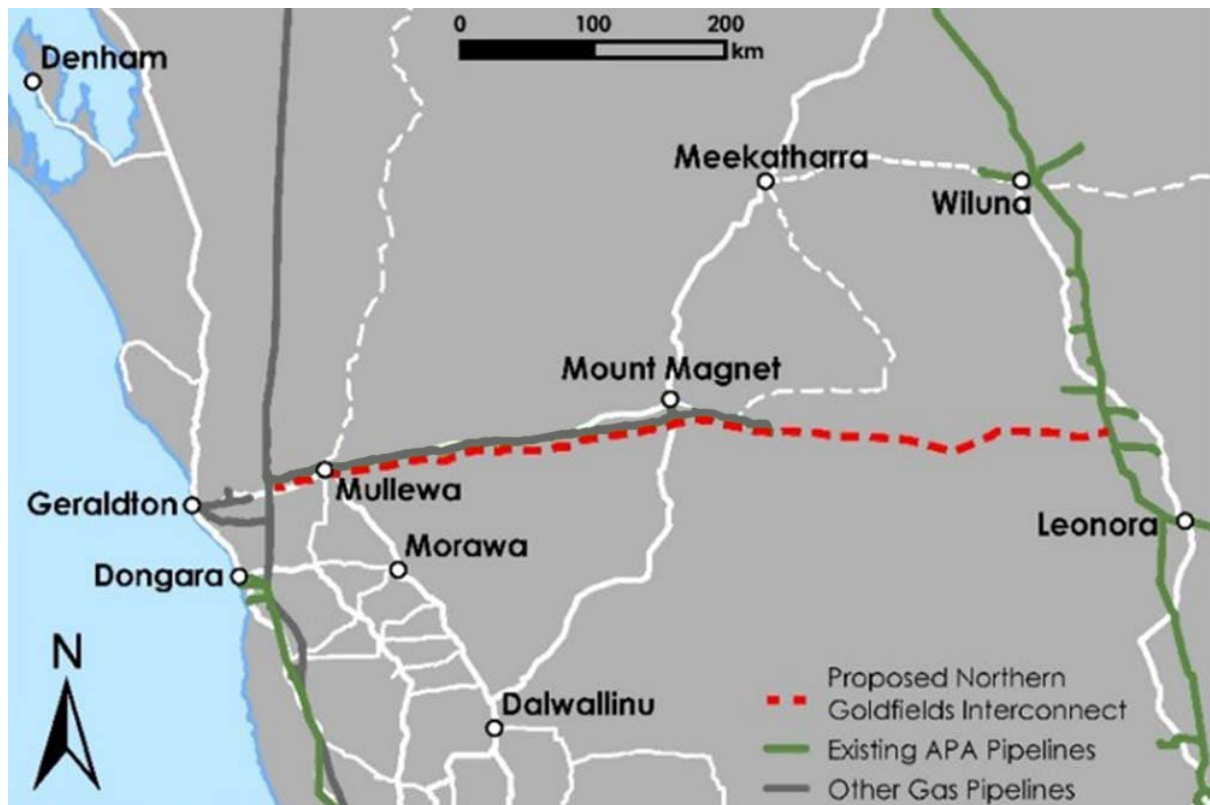 0 100 200
km
Denham
Meekatharra
Wiluna
Mount Magnet
Mullewa
Geraldton
Leonora
Morawa
Dongara
N
Proposed Northern
Goldfields Interconnect
Dalwallinu
Existing APA Pipelines
Other Gas Pipelines